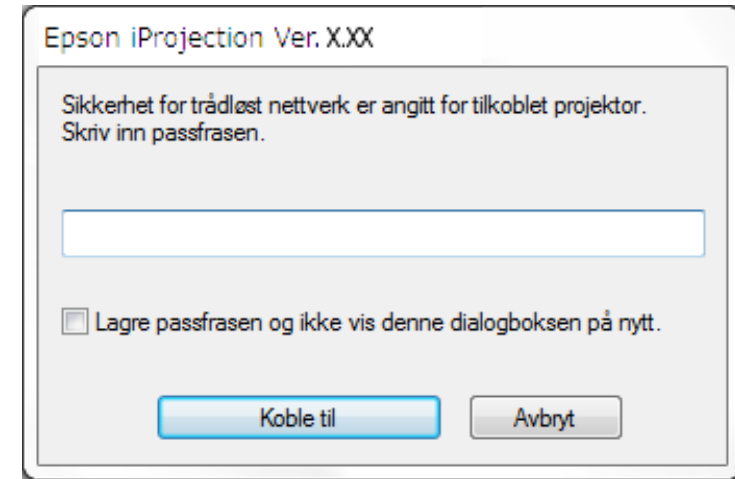 Epson iProjection Ver. X.XX
Sikkerhet for trådløst nettverk er angitt for tilkoblet projektor.
Skriv inn passfrasen.
Lagre passfrasen og ikke vis denne dialogboksen på nytt.
Koble til
Avbryt